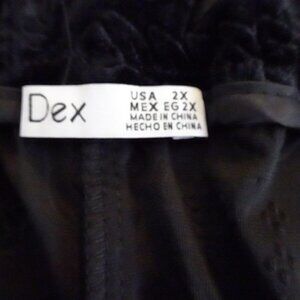 Dex
USA 2X
MEX EG 2X
MADE IN CHINA
HECHO EN CHINA